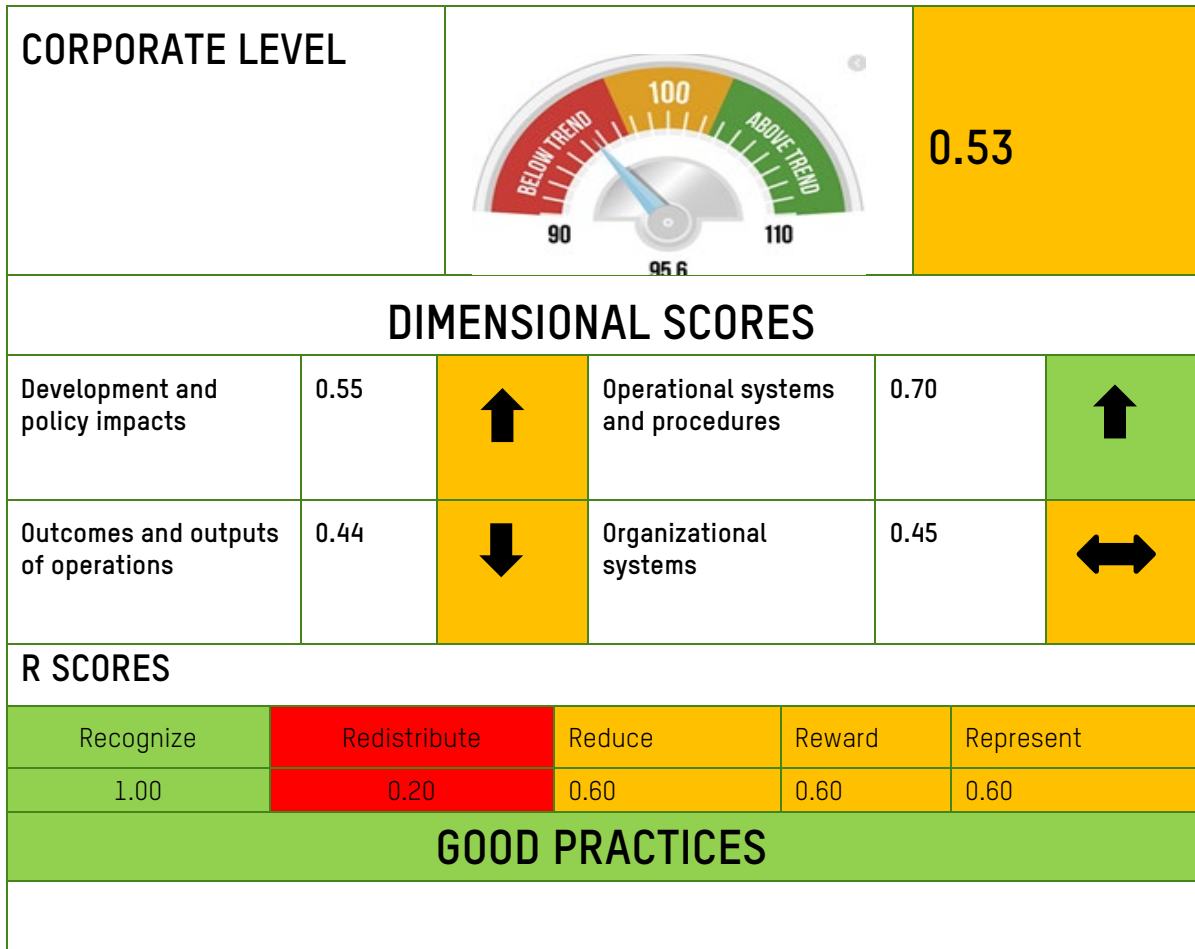 CORPORATE LEVEL
BELOW TREND
100
ABOVE TREND
90
110
95.6
0.53
DIMENSIONAL SCORES
Development and
policy impacts
0.55
Operational systems
and procedures
0.70
Outcomes and outputs
of operations
0.44
Organizational
systems
0.45
R SCORES
Recognize
Redistribute
Reduce
Reward
Represent
1.00
0.20
0.60
0.60
0.60
GOOD PRACTICES